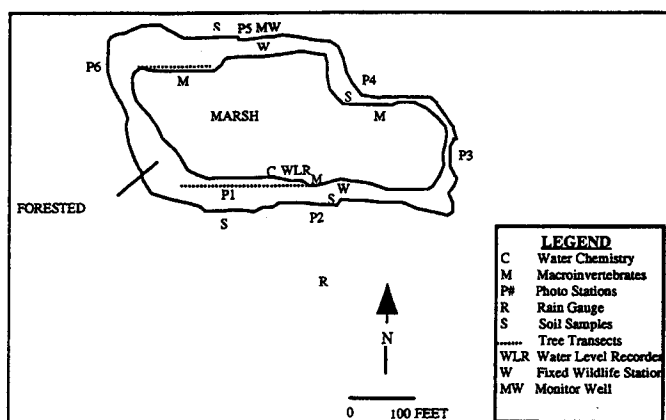 S P5 MW
W
P6
M
P4
S
M
MARSH
P3
C WLR
M
W
P1
S
FORESTED
S
P2
R
N
0 100 FEET
LEGEND
C Water Chemistry
M Macroinvertebrates
P# Photo Stations
R Rain Gauge
S Soil Samples
........ Tree Transects
WLR Water Level Recorder
W Fixed Wildlife Station
MW Monitor Well